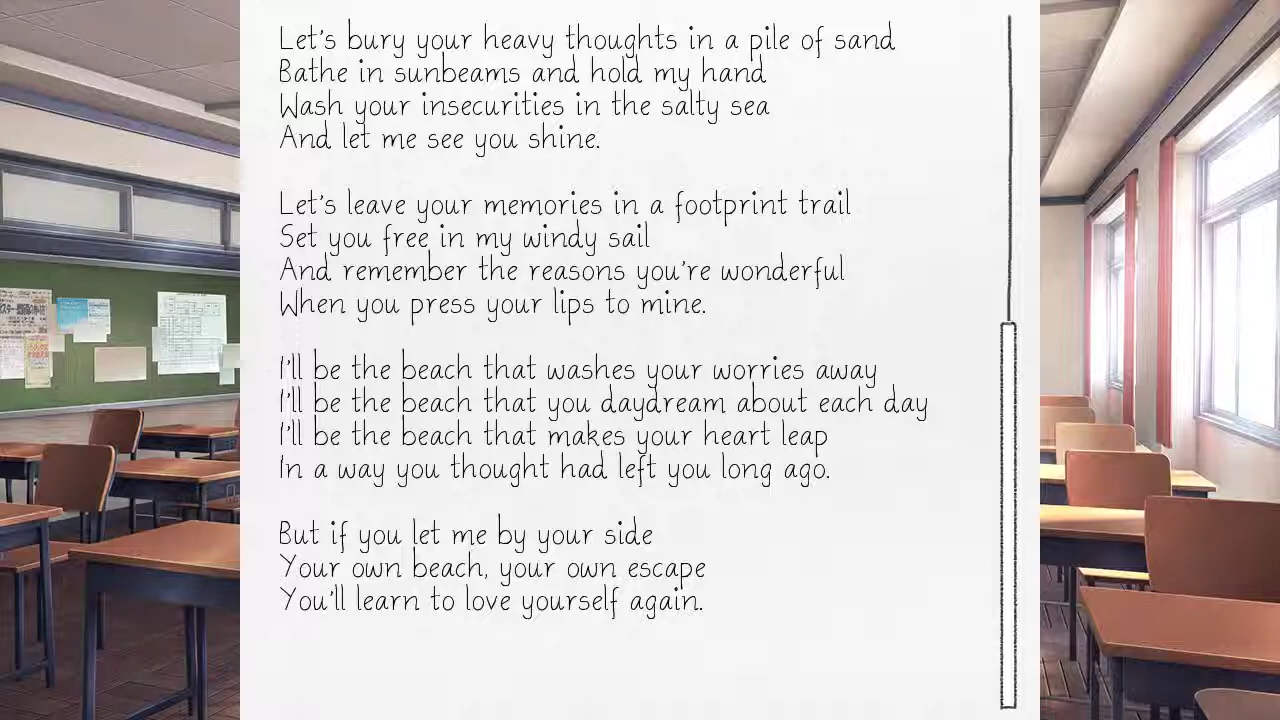 Let's bury your heavy thoughts in a pile of sand
Bathe in sunbeams and hold my hand
Wash your insecurities in the salty sea
And let me see you shine.

Let's leave your memories in a footprint trail
Set you free in my windy sail
And remember the reasons you're wonderful
When you press your lips to mine.

I'll be the beach that washes your worries away
I'll be the beach that you daydream about each day
I'll be the beach that makes your heart leap
In a way you thought had left you long ago.

But if you let me by your side
Your own beach, your own escape
You'll learn to love yourself again.